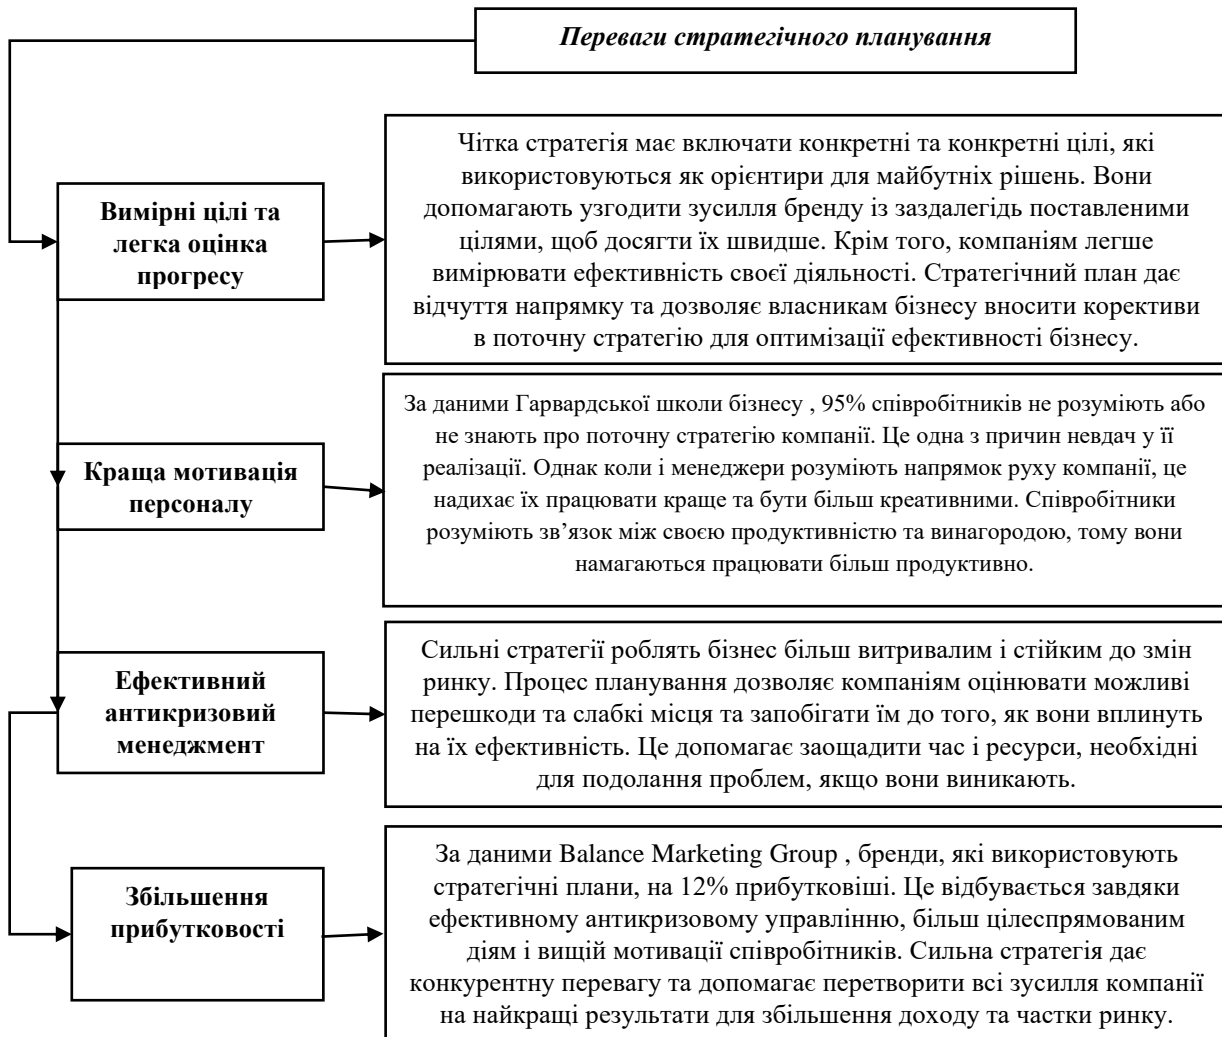 Переваги стратегічного планування
Вимірні цілі та
легка оцінка
прогресу
Чітка стратегія має включати конкретні та конкретні цілі, які
використовуються як орієнтири для майбутніх рішень. Вони
допомагають узгодити зусилля бренду із заздалегідь поставленими
цілями, щоб досягти їх швидше. Крім того, компаніям легше
вимірювати ефективність своєї діяльності. Стратегічний план дає
відчуття напрямку та дозволяє власникам бізнесу вносити корективи
в поточну стратегію для оптимізації ефективності бізнесу.
Краща мотивація
персоналу
За даними Гарвардської школи бізнесу , 95% співробітників не розуміють або
не знають про поточну стратегію компанії. Це одна з причин невдач у її
реалізації. Однак коли і менеджери розуміють напрямок руху компанії, це
надихає їх працювати краще та бути більш креативними. Співробітники
розуміють зв’язок між своєю продуктивністю та винагородою, тому вони
намагаються працювати більш продуктивно.
Ефективний
антикризовий
менеджмент
Сильні стратегії роблять бізнес більш витривалим і стійким до змін
ринку. Процес планування дозволяє компаніям оцінювати можливі
перешкоди та слабкі місця та запобігати їм до того, як вони вплинуть
на їх ефективність. Це допомагає заощадити час і ресурси, необхідні
для подолання проблем, якщо вони виникають.
Збільшення
прибутковості
За даними Balance Marketing Group , бренди, які використовують
стратегічні плани, на 12% прибутковіші. Це відбувається завдяки
ефективному антикризовому управлінню, більш цілеспрямованим
діям і вищій мотивації співробітників. Сильна стратегія дає
конкурентну перевагу та допомагає перетворити всі зусилля компанії
на найкращі результати для збільшення доходу та частки ринку.